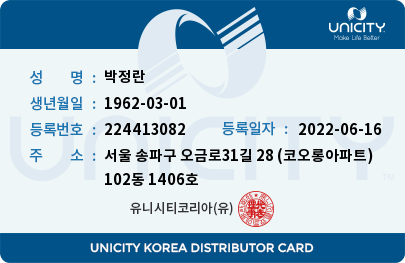 UNICITY
Make Life Better
성 명 : 박정란
생년월일 : 1962-03-01
등록번호 : 224413082 등록일자 : 2022-06-16
주 소 : 서울 송파구 오금로31길 28 (코오롱아파트)
102동 1406호
유니시티코리아(유)
UNICITY
UNICITY KOREA DISTRIBUTOR CARD